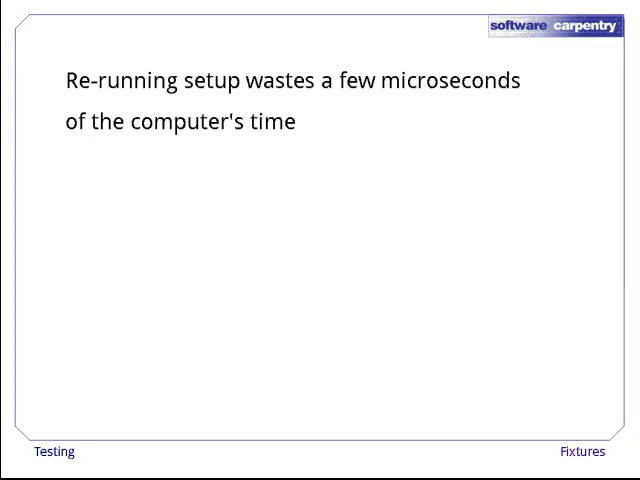 software carpentry
Re-running setup wastes a few microseconds
of the computer's time
Testing
Fixtures